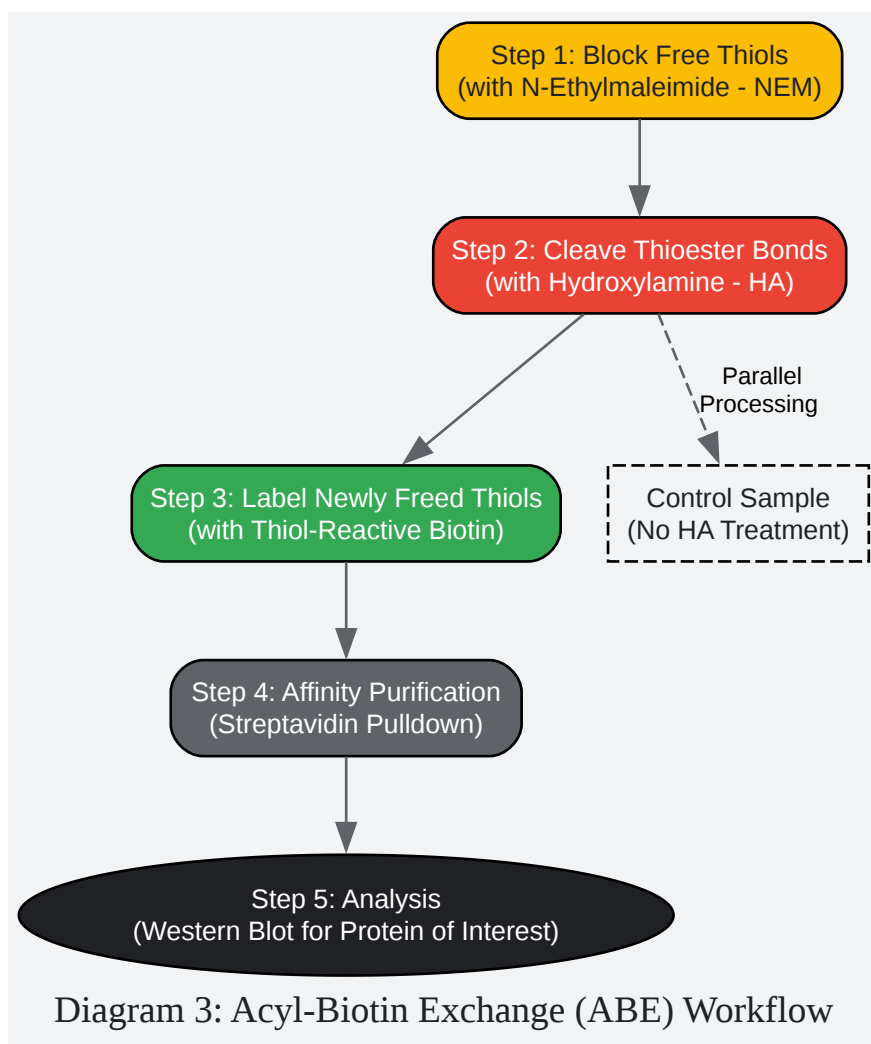 Step 1: Block Free Thiols
(with N-Ethylmaleimide - NEM)
Step 2: Cleave Thioester Bonds
(with Hydroxylamine - HA)
Parallel
Processing
Step 3: Label Newly Freed Thiols
(with Thiol-Reactive Biotin)
Control Sample
(No HA Treatment)
Step 4: Affinity Purification
(Streptavidin Pulldown)
Step 5: Analysis
(Western Blot for Protein of Interest)
Diagram 3: Acyl-Biotin Exchange (ABE) Workflow